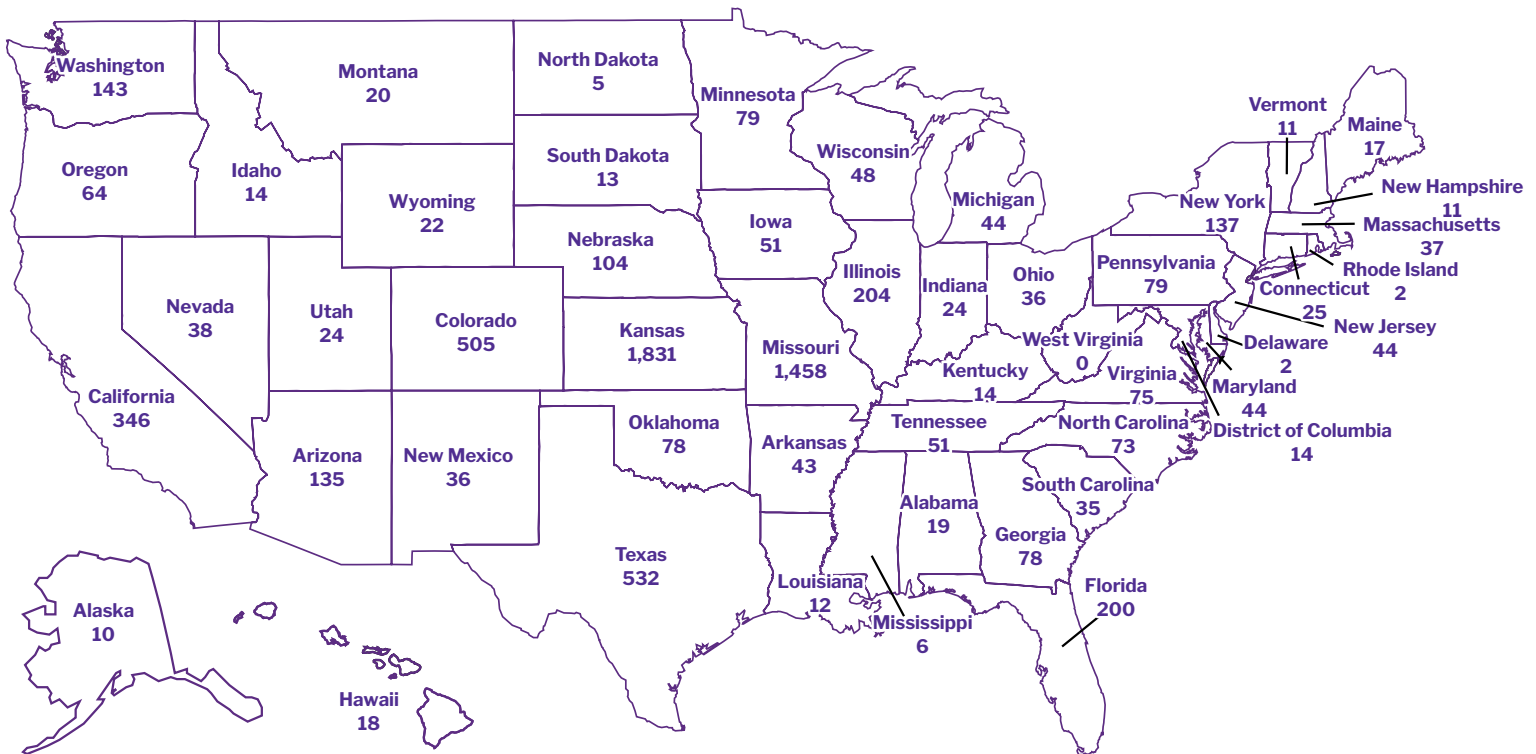 Washington
143
Montana
20
North Dakota
5
Minnesota
79
Vermont
11
Maine
17
Oregon
64
Idaho
14
Wyoming
22
South Dakota
13
Wisconsin
48
Michigan
44
New York
137
New Hampshire
11
Massachusetts
37
Rhode Island
2
Connecticut
25
New Jersey
44
Nebraska
104
Iowa
51
Illinois
204
Indiana
24
Ohio
36
Pennsylvania
79
Nevada
38
Utah
24
Colorado
505
Kansas
1,831
Missouri
1,458
West Virginia
0
Kentucky
14
Virginia
75
Delaware
2
Maryland
44
District of Columbia
14
California
346
Arizona
135
New Mexico
36
Oklahoma
78
Arkansas
43
Tennessee
51
North Carolina
73
South Carolina
35
Alabama
19
Georgia
78
Texas
532
Louisiana
12
Mississippi
6
Florida
200
Alaska
10
Hawaii
18